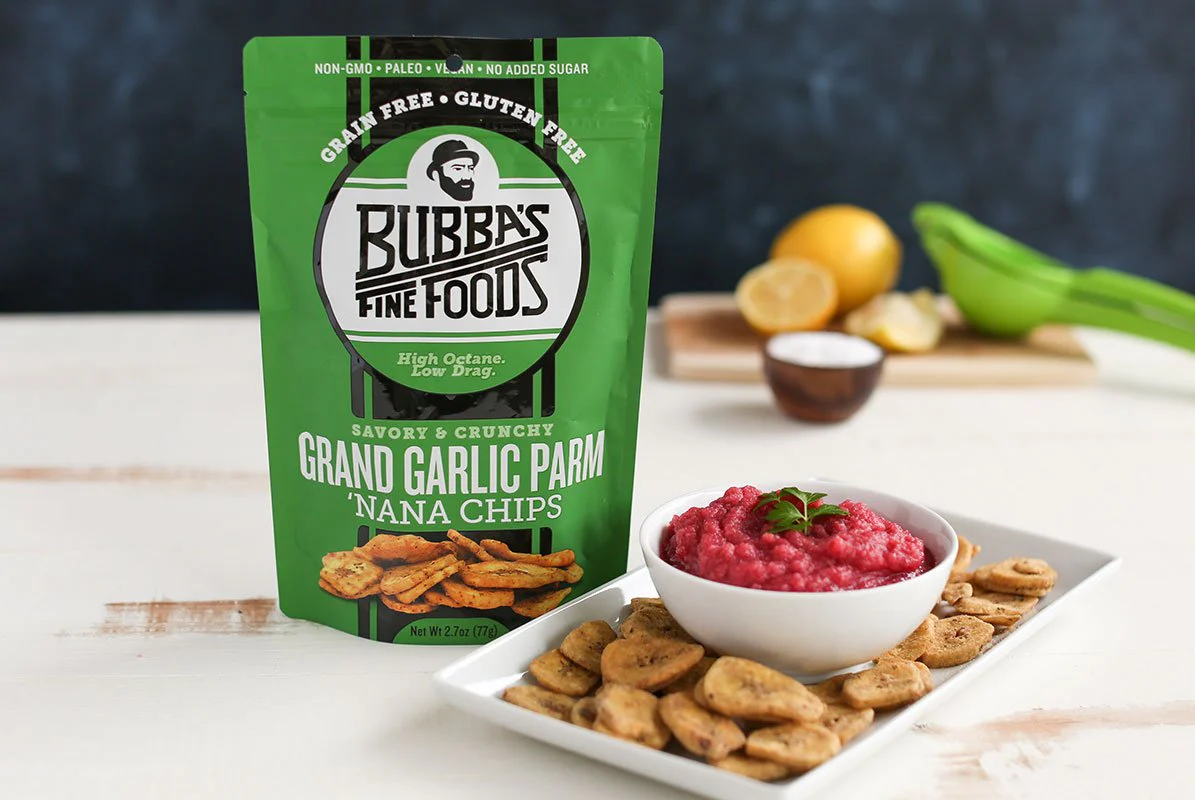 NON-GMO • PALEO • VEGAN • NO ADDED SUGAR
GRAIN FREE • GLUTEN FREE
BUBBA'S
FINE FOODS
High Octane.
Low Drag.
SAVORY & CRUNCHY
GRAND GARLIC PARM
'NANA CHIPS
Net Wt 2.7oz (77g)